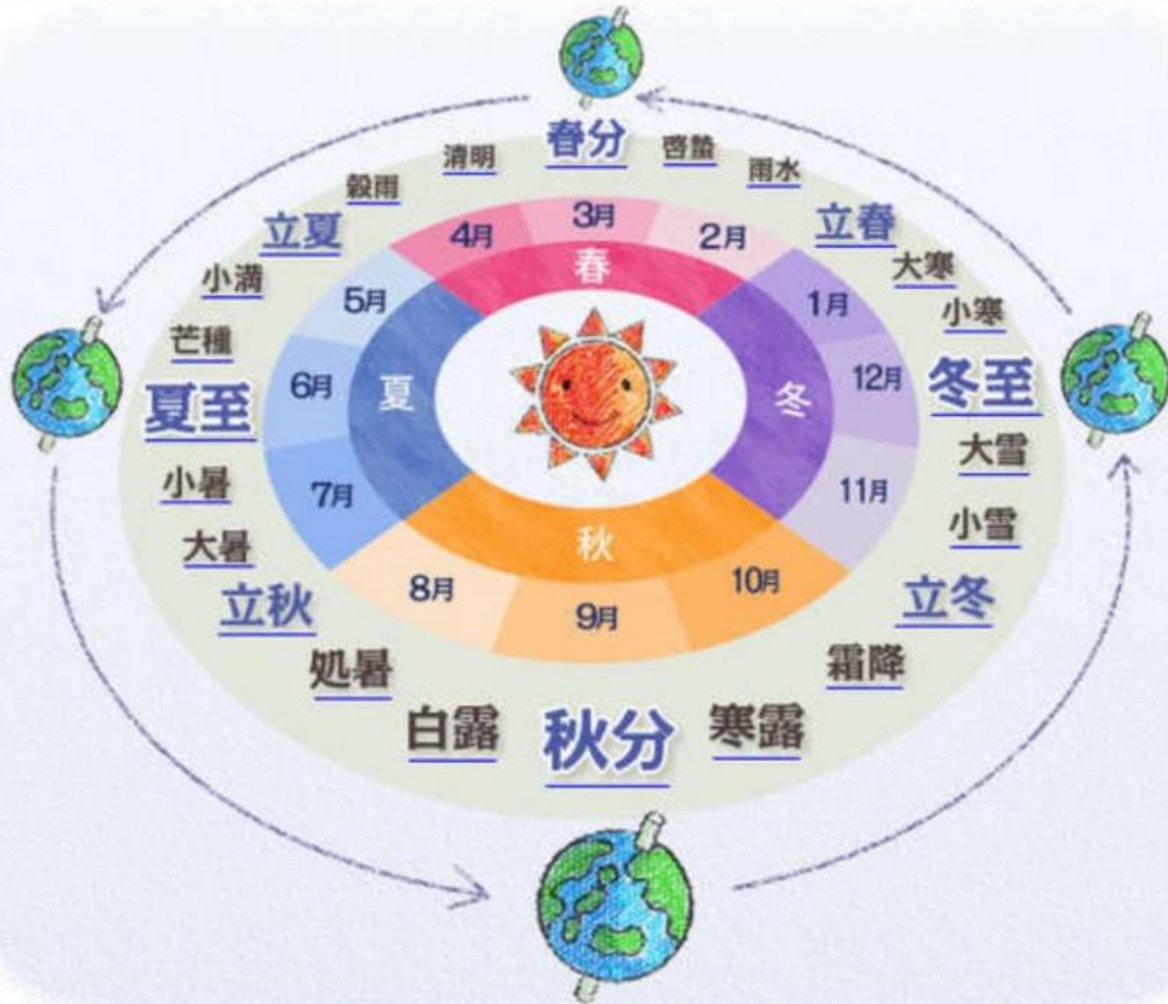 春分
清明
啓蟄
雨水
穀雨
立夏
立春
小満
大寒
小寒
芒種
夏至
冬至
小暑
大雪
大暑
小雪
立秋
立冬
処暑
霜降
白露
秋分
寒露
3月
4月
2月
春
5月
1月
6月
夏
冬
12月
7月
11月
秋
8月
10月
9月